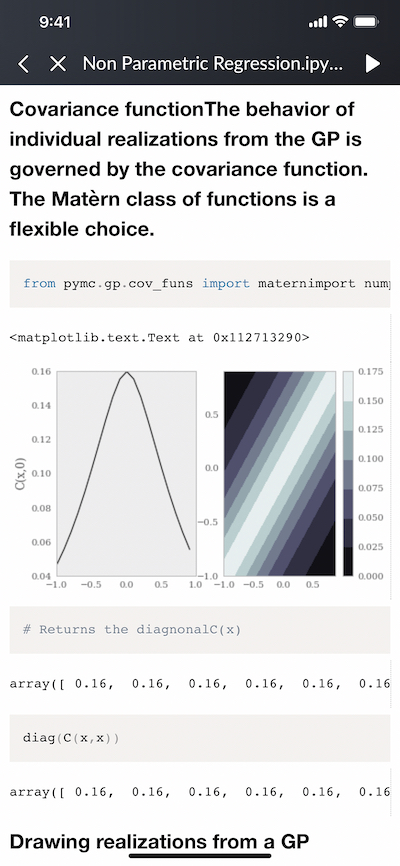 9:41
Non Parametric Regression.ipy...
Covariance functionThe behavior of
individual realizations from the GP is
governed by the covariance function.
The Matèrn class of functions is a
flexible choice.
from pymc.gp.cov_funs import maternimport num
<matplotlib.text.Text at 0x112713290>
0.16
0.14
0.12
0.10
0.08
0.06
0.04
C(x,0)
−1.0 −0.5 0.0 0.5 1.0
0.5
0.0
−0.5
−1.0
−1.0 −0.5 0.0 0.5
0.175
0.150
0.125
0.100
0.075
0.050
0.025
0.000
# Returns the diagnonalC(x)
array([ 0.16, 0.16, 0.16, 0.16, 0.16, 0.16
diag(C(x,x))
array([ 0.16, 0.16, 0.16, 0.16, 0.16, 0.16
Drawing realizations from a GP